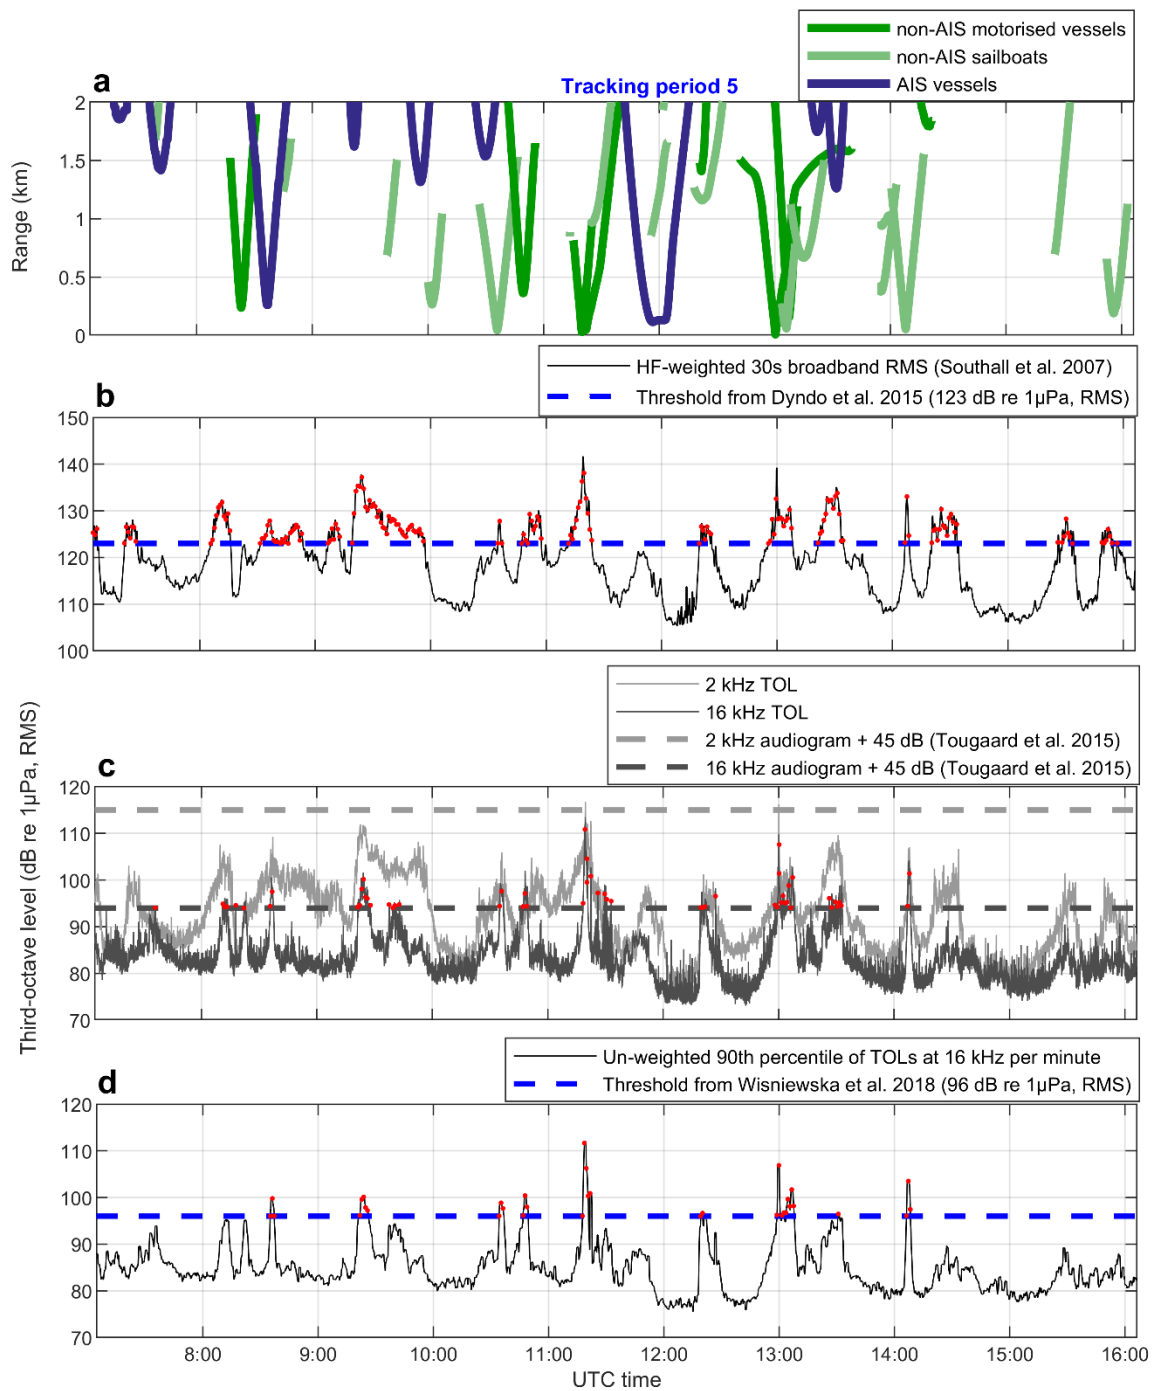 non-AIS motorised vessels
non-AIS sailboats
AIS vessels
a
Tracking period 5
2
1.5
1
0.5
0
Range (km)
HF-weighted 30s broadband RMS (Southall et al. 2007)
Threshold from Dyndo et al. 2015 (123 dB re 1µPa, RMS)
b
150
140
130
120
110
100
2 kHz TOL
16 kHz TOL
2 kHz audiogram + 45 dB (Tougaard et al. 2015)
16 kHz audiogram + 45 dB (Tougaard et al. 2015)
c
120
110
100
90
80
70
Third-octave level (dB re 1µPa, RMS)
Un-weighted 90th percentile of TOLs at 16 kHz per minute
Threshold from Wisniewska et al. 2018 (96 dB re 1µPa, RMS)
d
120
110
100
90
80
70
8:00 9:00 10:00 11:00 12:00 13:00 14:00 15:00 16:00
UTC time